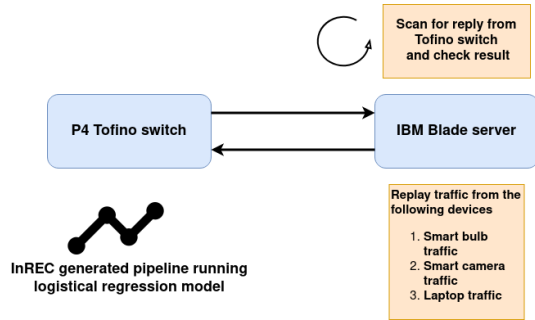 Scan for reply from
Tofino switch
and check result
P4 Tofino switch
IBM Blade server
InREC generated pipeline running
logistical regression model
Replay traffic from the
following devices
1. Smart bulb
traffic
2. Smart camera
traffic
3. Laptop traffic